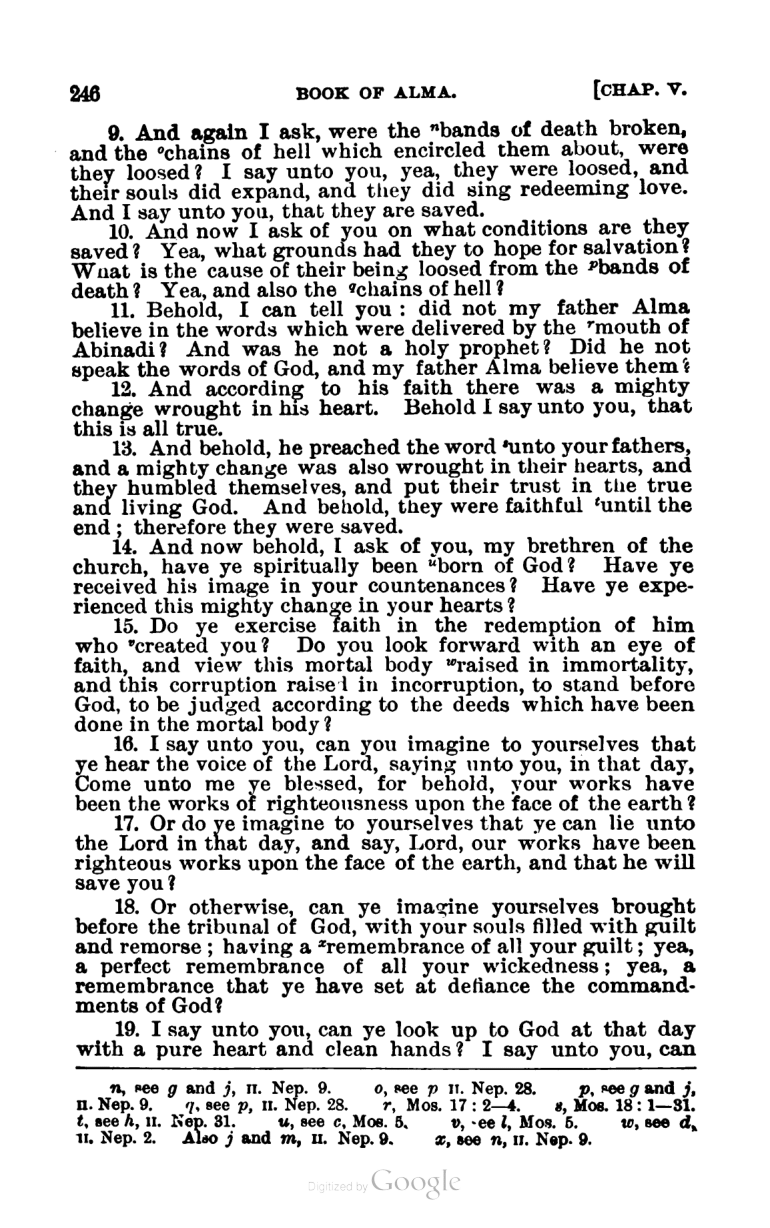 246 BOOK OF ALMA. [CHAP. V.
9. And again I ask, were the ⁿbands of death broken,
and the ᵒchains of hell which encircled them about, were
they loosed? I say unto you, yea, they were loosed, and
their souls did expand, and they did sing redeeming love.
And I say unto you, that they are saved.
10. And now I ask of you on what conditions are they
saved? Yea, what grounds had they to hope for salvation?
What is the cause of their being loosed from the ᵖbands of
death? Yea, and also the qchains of hell?
11. Behold, I can tell you: did not my father Alma
believe in the words which were delivered by the ʳmouth of
Abinadi? And was he not a holy prophet? Did he not
speak the words of God, and my father Alma believe them?
12. And according to his faith there was a mighty
change wrought in his heart. Behold I say unto you, that
this is all true.
13. And behold, he preached the word ˢunto your fathers,
and a mighty change was also wrought in their hearts, and
they humbled themselves, and put their trust in the true
and living God. And behold, they were faithful ᵗuntil the
end; therefore they were saved.
14. And now behold, I ask of you, my brethren of the
church, have ye spiritually been ᵘborn of God? Have ye
received his image in your countenances? Have ye expe-
rienced this mighty change in your hearts?
15. Do ye exercise faith in the redemption of him
who ᵛcreated you? Do you look forward with an eye of
faith, and view this mortal body ʷraised in immortality,
and this corruption raised in incorruption, to stand before
God, to be judged according to the deeds which have been
done in the mortal body?
16. I say unto you, can you imagine to yourselves that
ye hear the voice of the Lord, saying unto you, in that day,
Come unto me ye blessed, for behold, your works have
been the works of righteousness upon the face of the earth?
17. Or do ye imagine to yourselves that ye can lie unto
the Lord in that day, and say, Lord, our works have been
righteous works upon the face of the earth, and that he will
save you?
18. Or otherwise, can ye imagine yourselves brought
before the tribunal of God, with your souls filled with guilt
and remorse; having a ˣremembrance of all your guilt; yea,
a perfect remembrance of all your wickedness; yea, a
remembrance that ye have set at defiance the command-
ments of God?
19. I say unto you, can ye look up to God at that day
with a pure heart and clean hands? I say unto you, can
n, see g and j, II. Nep. 9. o, see p II. Nep. 28. p, see g and j,
II. Nep. 9. q, see p, II. Nep. 28. r, Mos. 17: 2—4. s, Mos. 18: 1—31.
t, see h, II. Nep. 31. u, see c, Mos. 5. v, see l, Mos. 5. w, see d,
II. Nep. 2. Also j and m, II. Nep. 9. x, see n, II. Nep. 9.
Digitized by Google